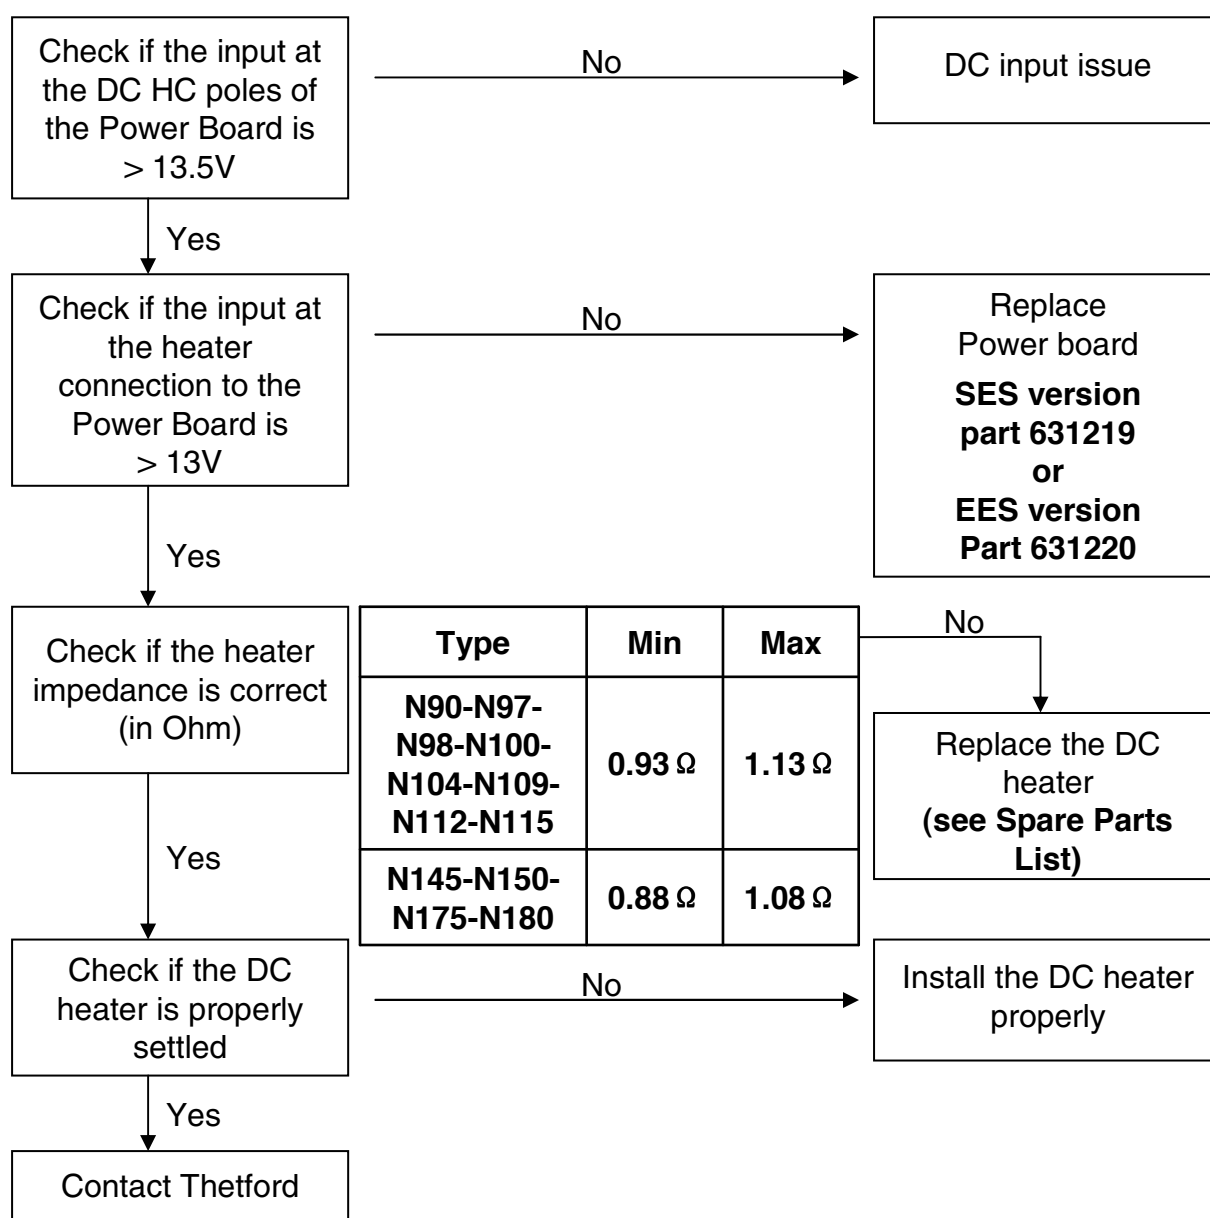 Check if the input at
the DC HC poles of
the Power Board is
> 13.5V
No
DC input issue
Yes
Check if the input at
the heater
connection to the
Power Board is
> 13V
No
Replace
Power board
SES version
part 631219
or
EES version
Part 631220
Yes
Check if the heater
impedance is correct
(in Ohm)
Type Min Max
N90-N97-
N98-N100-
N104-N109-
N112-N115
0.93 Ω 1.13 Ω
N145-N150-
N175-N180
0.88 Ω 1.08 Ω
No
Replace the DC
heater
(see Spare Parts
List)
Yes
Check if the DC
heater is properly
settled
No
Install the DC heater
properly
Yes
Contact Thetford